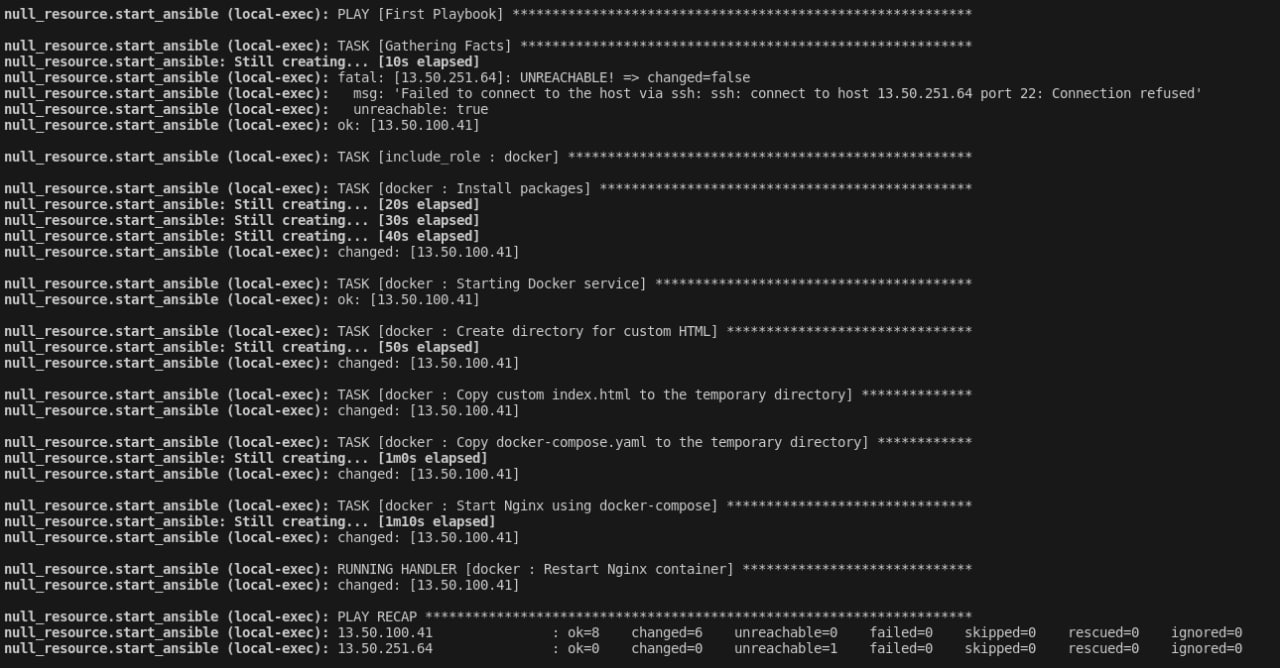 null_resource.start_ansible (local-exec): PLAY [First Playbook] **********************************************************
null_resource.start_ansible (local-exec): TASK [Gathering Facts] *********************************************************
null_resource.start_ansible: Still creating... [10s elapsed]
null_resource.start_ansible (local-exec): fatal: [13.50.251.64]: UNREACHABLE! => changed=false
null_resource.start_ansible (local-exec):   msg: 'Failed to connect to the host via ssh: ssh: connect to host 13.50.251.64 port 22: Connection refused'
null_resource.start_ansible (local-exec):   unreachable: true
null_resource.start_ansible (local-exec): ok: [13.50.100.41]
null_resource.start_ansible (local-exec): TASK [include_role : docker] ***************************************************
null_resource.start_ansible (local-exec): TASK [docker : Install packages] ***********************************************
null_resource.start_ansible: Still creating... [20s elapsed]
null_resource.start_ansible: Still creating... [30s elapsed]
null_resource.start_ansible: Still creating... [40s elapsed]
null_resource.start_ansible (local-exec): changed: [13.50.100.41]
null_resource.start_ansible (local-exec): TASK [docker : Starting Docker service] ****************************************
null_resource.start_ansible (local-exec): ok: [13.50.100.41]
null_resource.start_ansible (local-exec): TASK [docker : Create directory for custom HTML] *******************************
null_resource.start_ansible: Still creating... [50s elapsed]
null_resource.start_ansible (local-exec): changed: [13.50.100.41]
null_resource.start_ansible (local-exec): TASK [docker : Copy custom index.html to the temporary directory] **************
null_resource.start_ansible (local-exec): changed: [13.50.100.41]
null_resource.start_ansible (local-exec): TASK [docker : Copy docker-compose.yaml to the temporary directory] ************
null_resource.start_ansible: Still creating... [1m0s elapsed]
null_resource.start_ansible (local-exec): changed: [13.50.100.41]
null_resource.start_ansible (local-exec): TASK [docker : Start Nginx using docker-compose] *******************************
null_resource.start_ansible: Still creating... [1m10s elapsed]
null_resource.start_ansible (local-exec): changed: [13.50.100.41]
null_resource.start_ansible (local-exec): RUNNING HANDLER [docker : Restart Nginx container] *****************************
null_resource.start_ansible (local-exec): changed: [13.50.100.41]
null_resource.start_ansible (local-exec): PLAY RECAP *********************************************************************
null_resource.start_ansible (local-exec): 13.50.100.41               : ok=8    changed=6    unreachable=0    failed=0    skipped=0    rescued=0    ignored=0
null_resource.start_ansible (local-exec): 13.50.251.64               : ok=0    changed=0    unreachable=1    failed=0    skipped=0    rescued=0    ignored=0